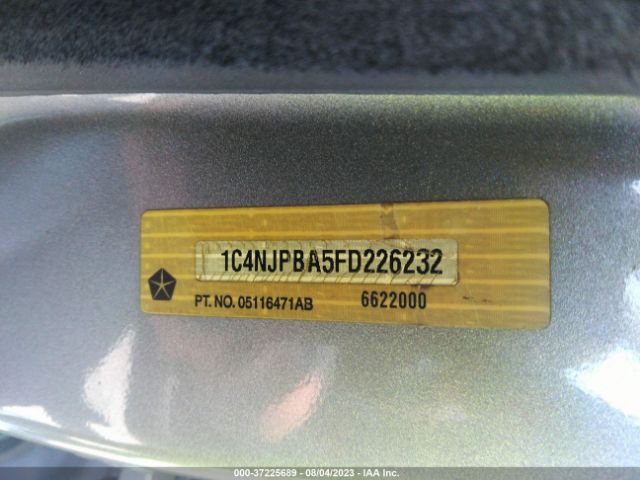 1C4NJPBA5FD226232
PT. NO. 05116471AB 6622000
000-37225689 - 08/04/2023 - IAA Inc.